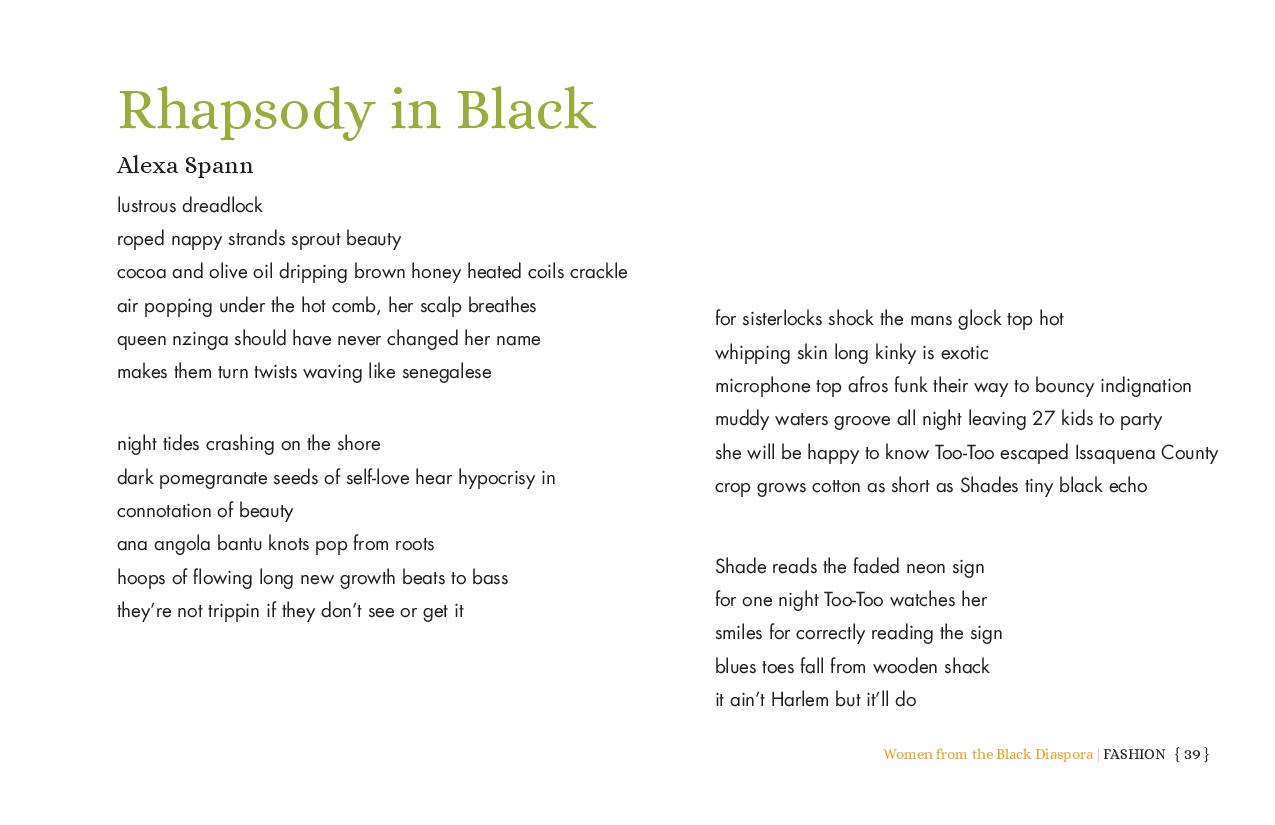 Rhapsody in Black
Alexa Spann
lustrous dreadlock
roped nappy strands sprout beauty
cocoa and olive oil dripping brown honey heated coils crackle
air popping under the hot comb, her scalp breathes
queen nzinga should have never changed her name
makes them turn twists waving like senegalese
night tides crashing on the shore
dark pomegranate seeds of self-love hear hypocrisy in
connotation of beauty
ana angola bantu knots pop from roots
hoops of flowing long new growth beats to bass
they’re not trippin if they don’t see or get it
for sisterlocks shock the mans glock top hot
whipping skin long kinky is exotic
microphone top afros funk their way to bouncy indignation
muddy waters groove all night leaving 27 kids to party
she will be happy to know Too-Too escaped Issaquena County
crop grows cotton as short as Shades tiny black echo
Shade reads the faded neon sign
for one night Too-Too watches her
smiles for correctly reading the sign
blues toes fall from wooden shack
it ain’t Harlem but it’ll do
Women from the Black Diaspora | FASHION { 39 }